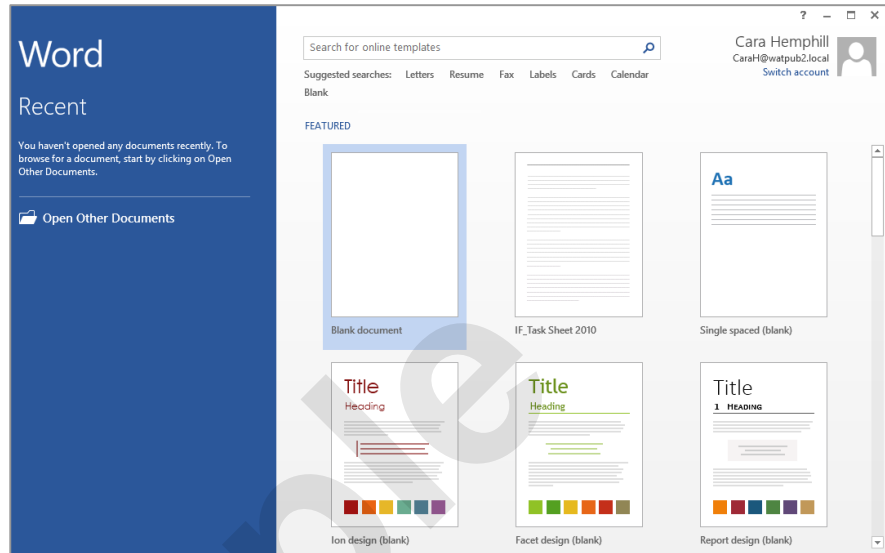 Word
Recent
You haven't opened any documents recently. To
browse for a document, start by clicking on Open
Other Documents.
Open Other Documents
?
Search for online templates
Suggested searches: Letters Resume Fax Labels Cards Calendar
Blank
Cara Hemphill
CaraH@watpub2.local
Switch account
FEATURED
Blank document
IF_Task Sheet 2010
Aa
Single spaced (blank)
Title
Heading
Ion design (blank)
Title
Heading
Facet design (blank)
Title
1 HEADING
Report design (blank)
ple